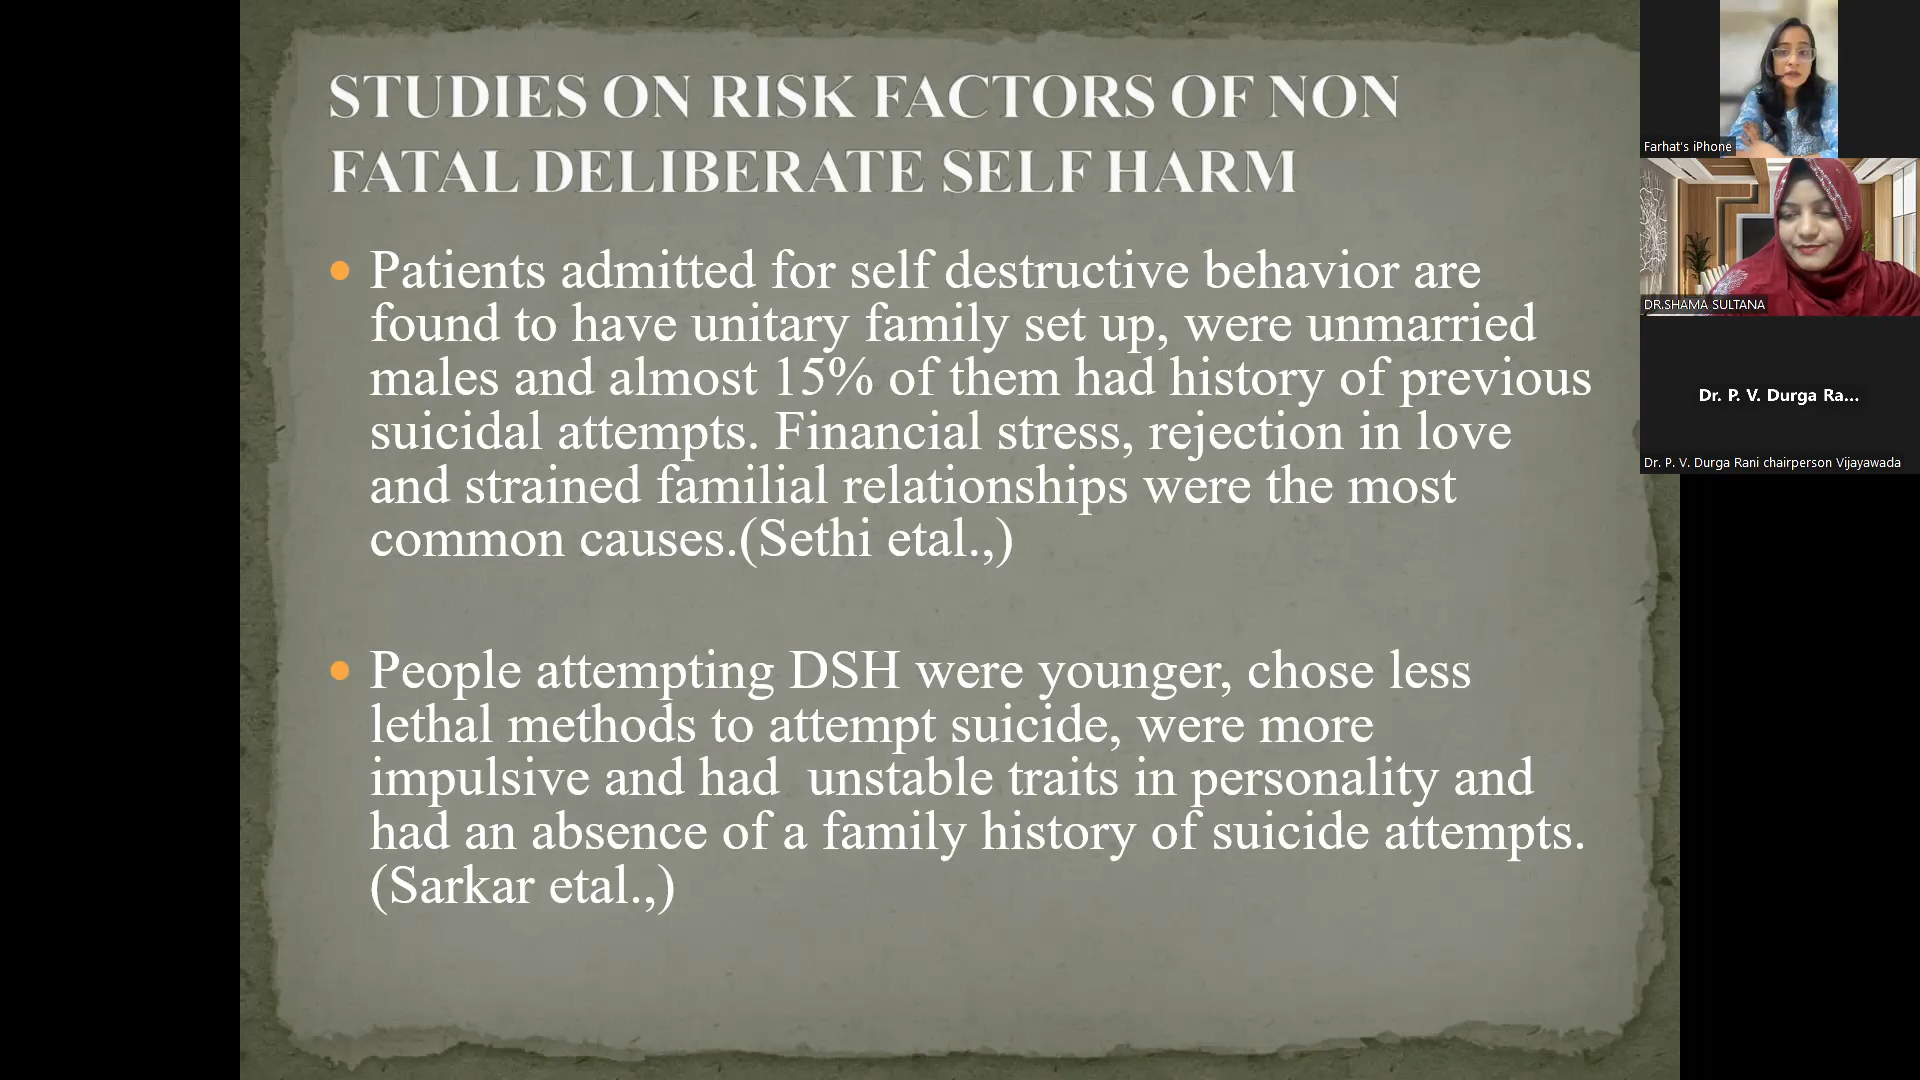 STUDIES ON RISK FACTORS OF NON
FATAL DELIBERATE SELF HARM
Patients admitted for self destructive behavior are
found to have unitary family set up, were unmarried
males and almost 15% of them had history of previous
suicidal attempts. Financial stress, rejection in love
and strained familial relationships were the most
common causes.(Sethi etal.,)
People attempting DSH were younger, chose less
lethal methods to attempt suicide, were more
impulsive and had  unstable traits in personality and
had an absence of a family history of suicide attempts.
(Sarkar etal.,)
Farhat's iPhone
DR.SHAMA SULTANA
Dr. P. V. Durga Ra...
Dr. P. V. Durga Rani chairperson Vijayawada